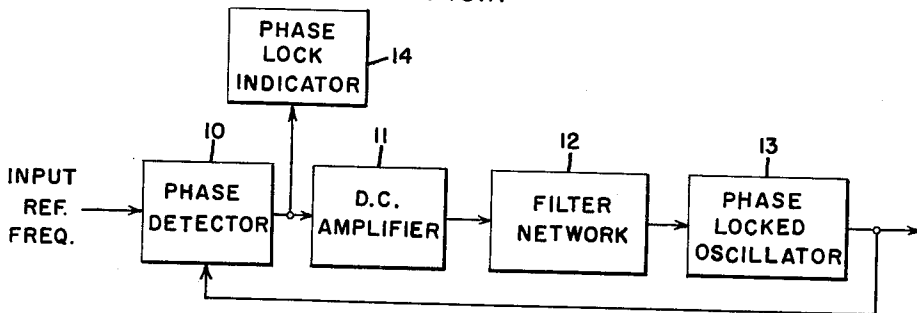 PHASE
LOCK
INDICATOR
14
10
11
12
13
INPUT
REF.
FREQ.
PHASE
DETECTOR
D.C.
AMPLIFIER
FILTER
NETWORK
PHASE
LOCKED
OSCILLATOR